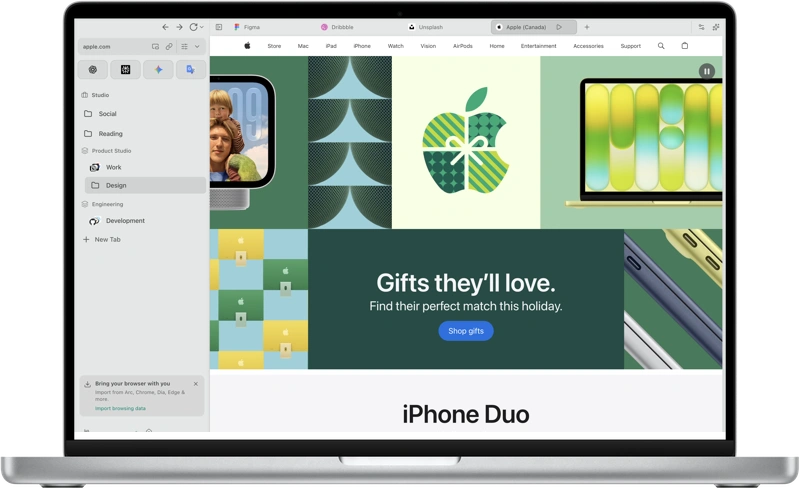 Figma
Dribbble
Unsplash
Apple (Canada)
apple.com
Store
Mac
iPad
iPhone
Watch
Vision
AirPods
Home
Entertainment
Accessories
Support
Studio
Social
Reading
Product Studio
Work
Design
Engineering
Development
New Tab
Gifts they’ll love.
Find their perfect match this holiday.
Shop gifts
Bring your browser with you
Import from Arc, Chrome, Dia, Edge &
more.
Import browsing data
iPhone Duo